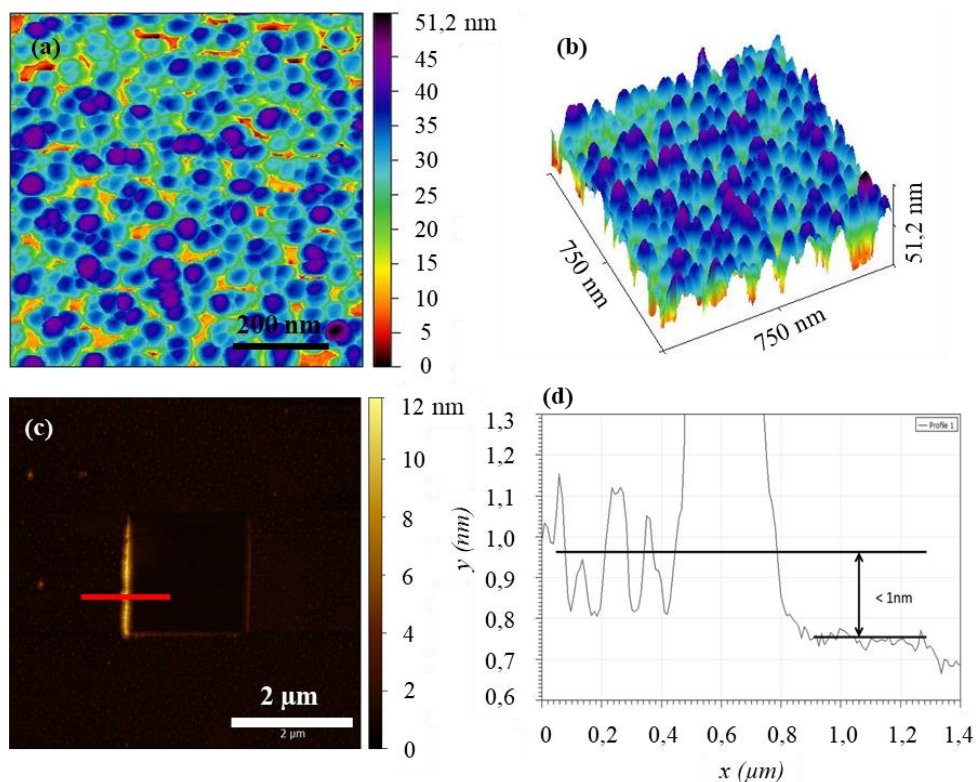 (a)
200 nm
51,2 nm
45
40
35
30
25
20
15
10
5
0
(b)
750 nm
750 nm
51,2 nm
(c)
2 μm
2 μm
12 nm
8
6
4
2
0
(d)
Profile 1
1,3
1,2
1,1
1,0
0,9
0,8
0,7
0,6
y (nm)
< 1nm
0 0,2 0,4 0,6 0,8 1,0 1,2 1,4
x (μm)